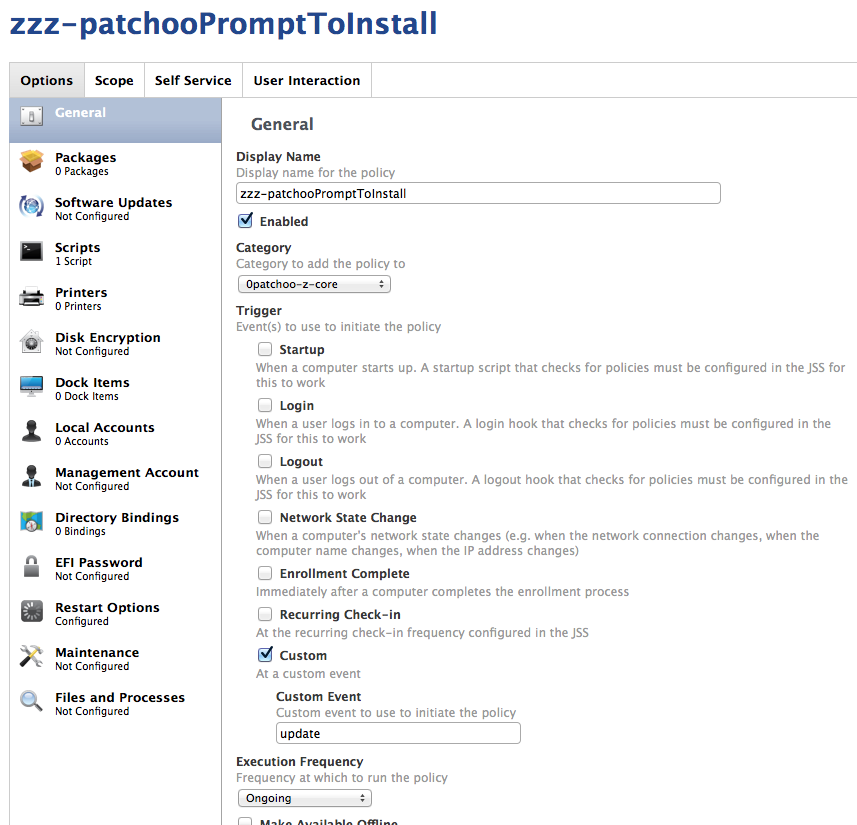 zzz-patchooPromptToInstall
Options
Scope
Self Service
User Interaction
General
Packages
0 Packages
Software Updates
Not Configured
Scripts
1 Script
Printers
0 Printers
Disk Encryption
Not Configured
Dock Items
0 Dock Items
Local Accounts
0 Accounts
Management Account
Not Configured
Directory Bindings
0 Bindings
EFI Password
Not Configured
Restart Options
Configured
Maintenance
Not Configured
Files and Processes
Not Configured
General
Display Name
Display name for the policy
zzz-patchooPromptToInstall
Enabled
Category
Category to add the policy to
0patchoo-z-core
Trigger
Event(s) to use to initiate the policy
Startup
When a computer starts up. A startup script that checks for policies must be configured in the JSS for
this to work
Login
When a user logs in to a computer. A login hook that checks for policies must be configured in the
JSS for this to work
Logout
When a user logs out of a computer. A logout hook that checks for policies must be configured in the
JSS for this to work
Network State Change
When a computer's network state changes (e.g. when the network connection changes, when the
computer name changes, when the IP address changes)
Enrollment Complete
Immediately after a computer completes the enrollment process
Recurring Check-in
At the recurring check-in frequency configured in the JSS
Custom
At a custom event
Custom Event
Custom event to use to initiate the policy
update
Execution Frequency
Frequency at which to run the policy
Ongoing
Make Available Offline